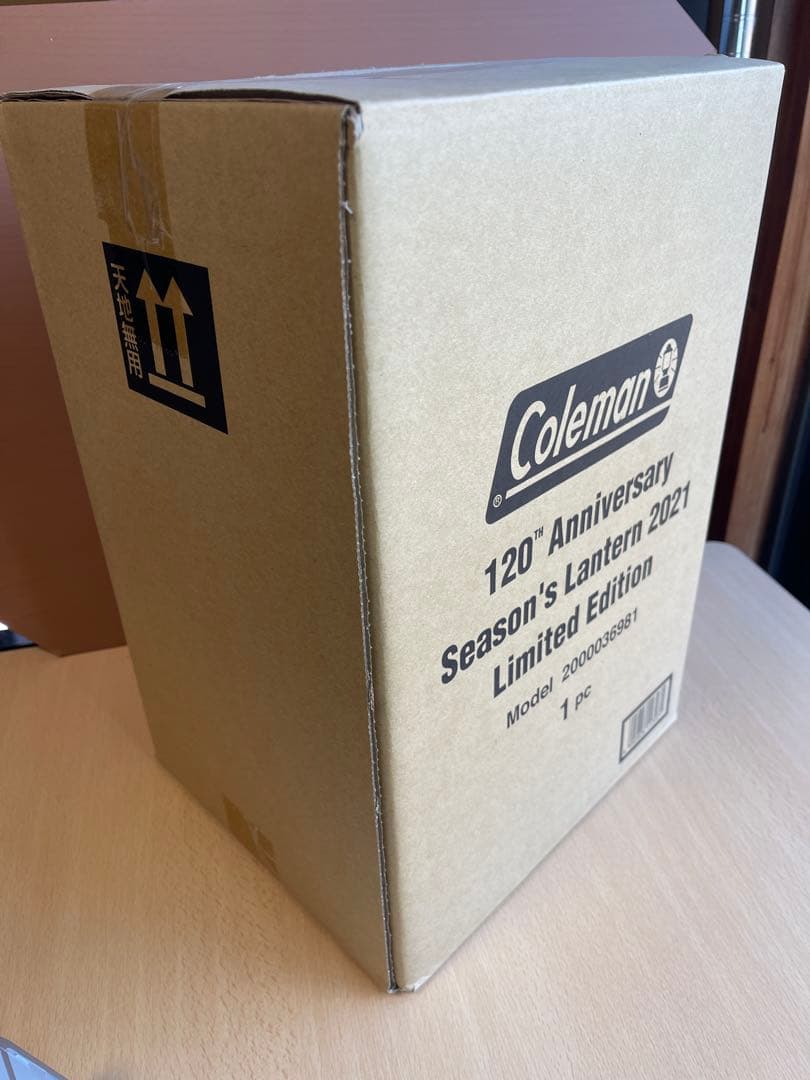 天地無用
Coleman®
120TH Anniversary
Season's Lantern 2021
Limited Edition
Model 2000036981
1 pc